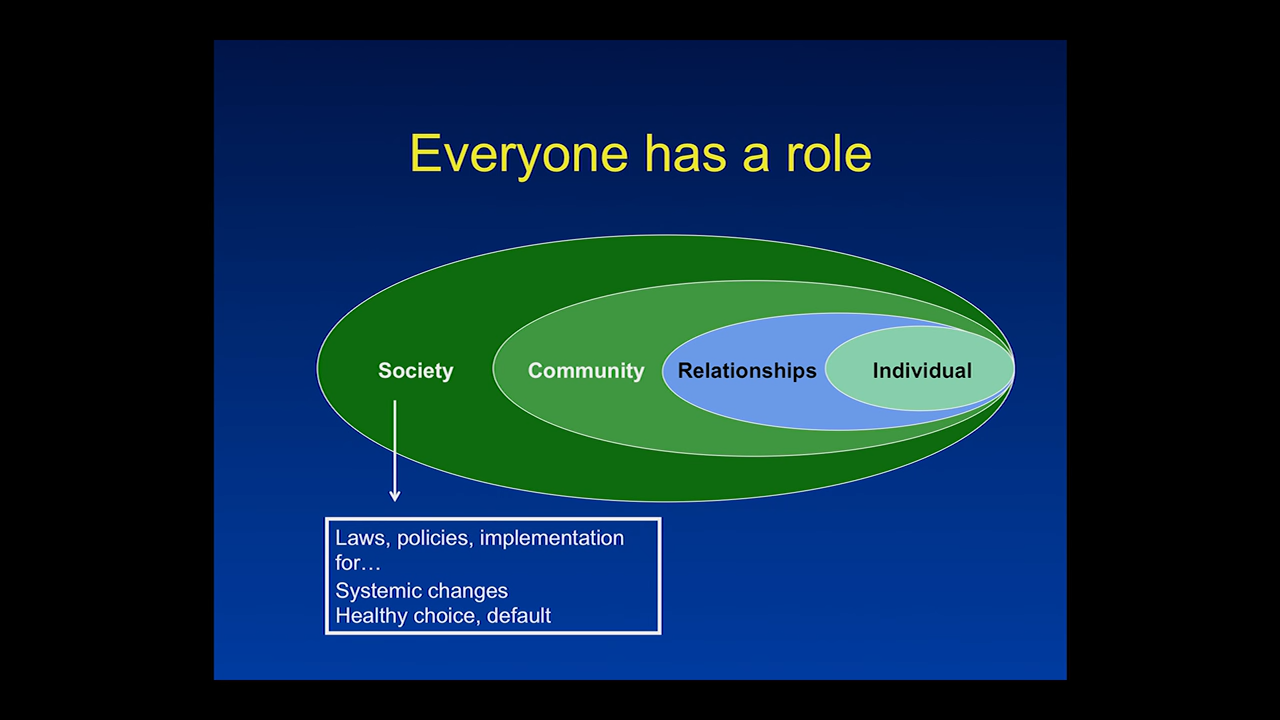 Everyone has a role
Society
Community
Relationships
Individual
Laws, policies, implementation
for…
Systemic changes
Healthy choice, default